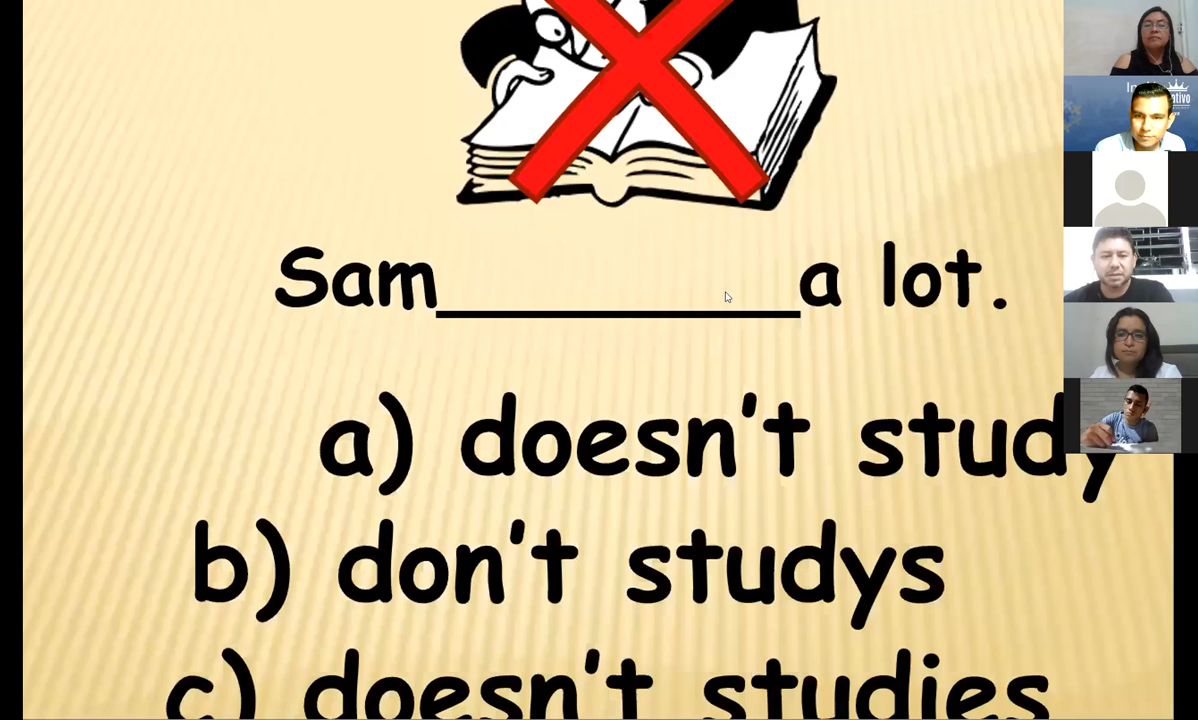 Sam__________a lot.
a) doesn't study
b) don't studys
c) doesn't studies